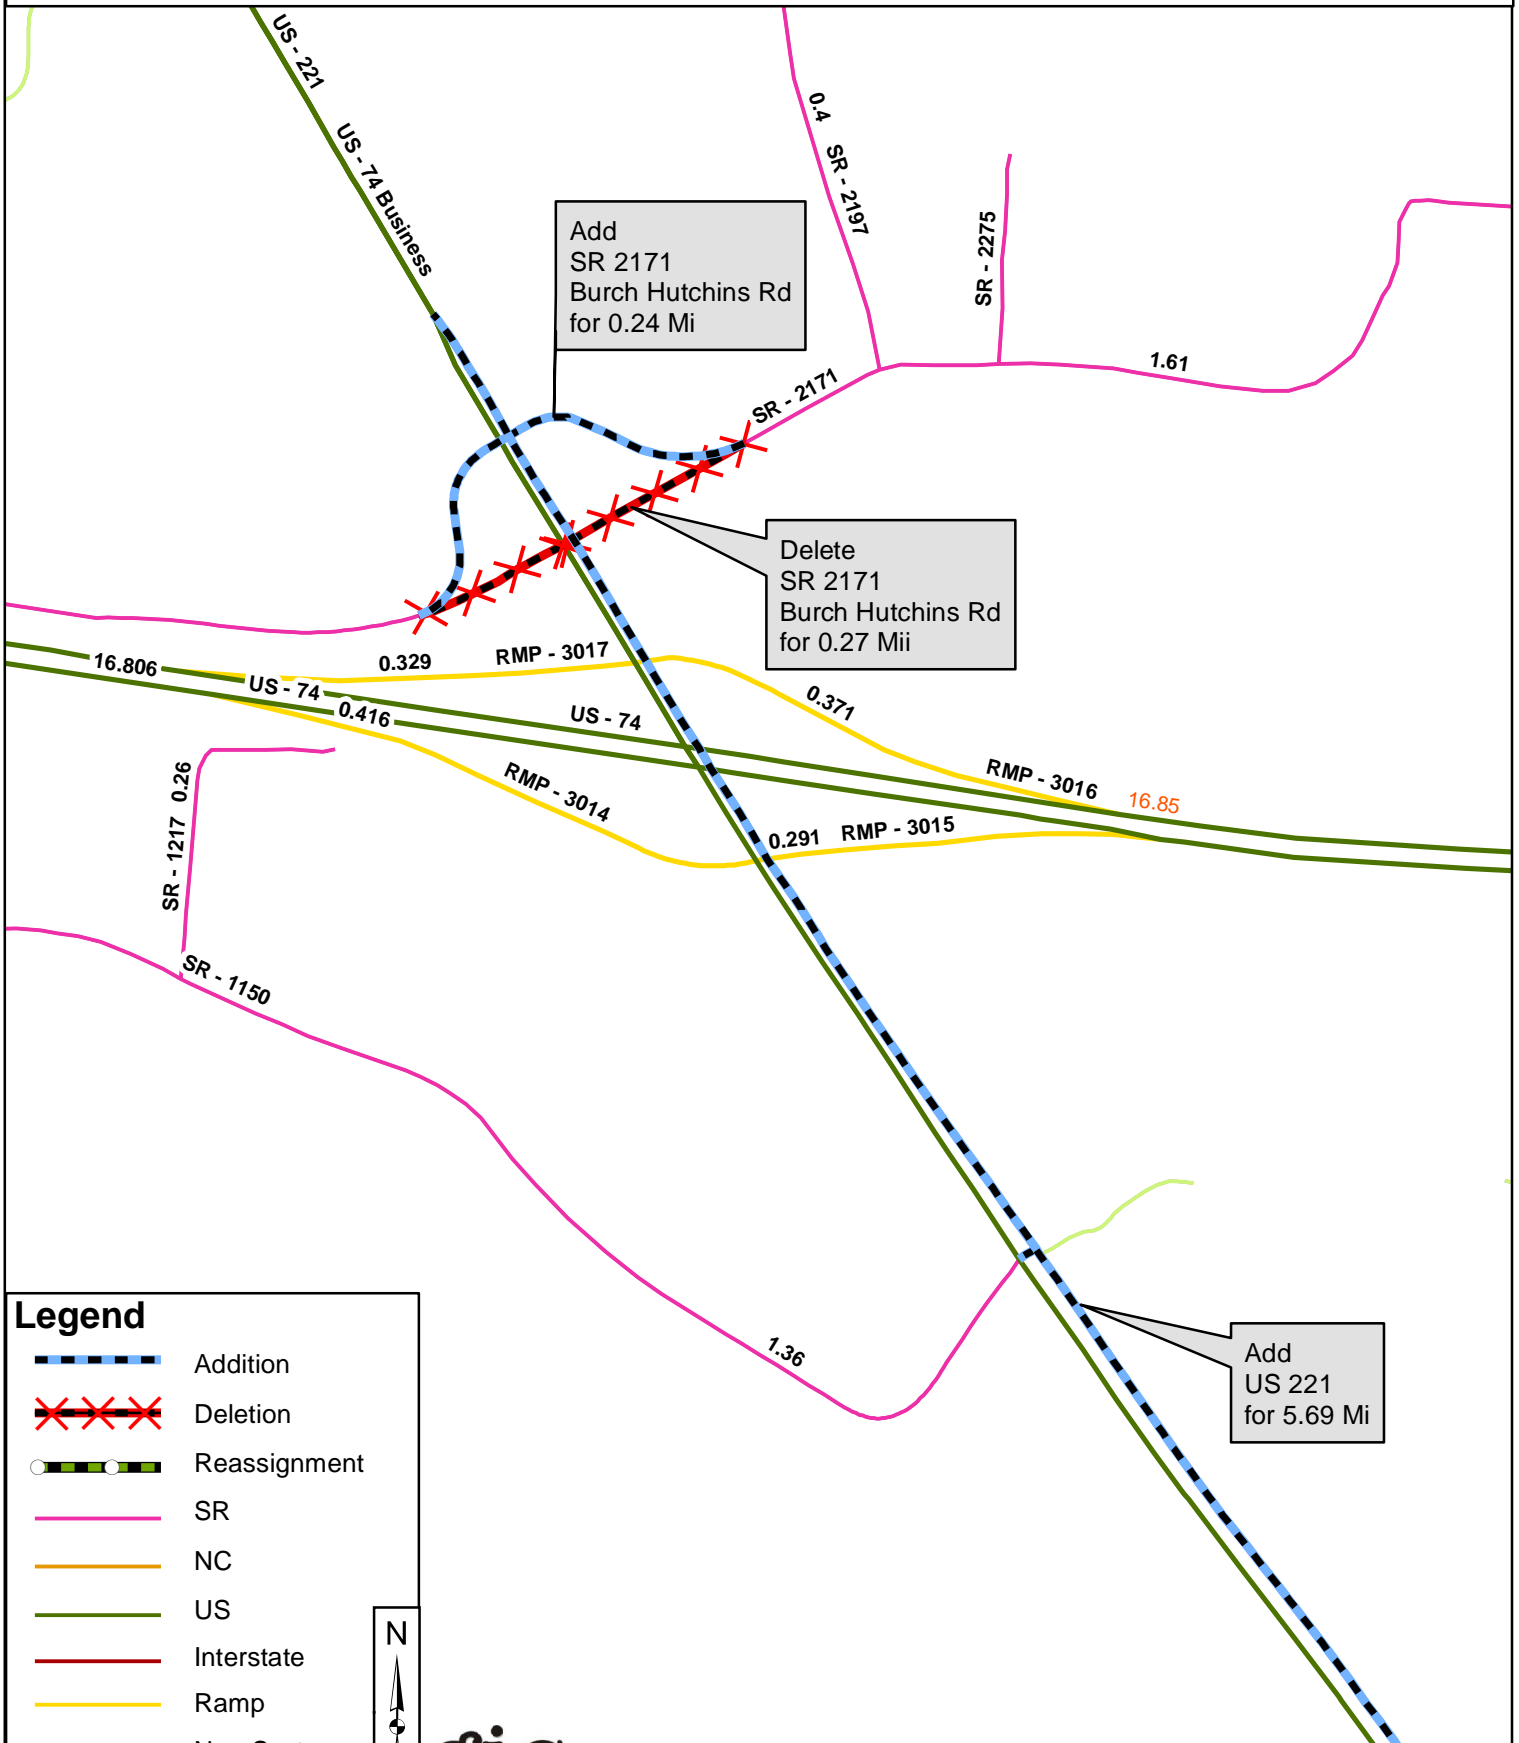 US - 221
US - 74 Business
0.4 SR - 2197
SR - 2275
Add
SR 2171
Burch Hutchins Rd
for 0.24 Mi
1.61
SR - 2171
Delete
SR 2171
Burch Hutchins Rd
for 0.27 Mii
16.806
0.329
RMP - 3017
US - 74
0.416
US - 74
0.371
RMP - 3016
16.85
RMP - 3014
0.291 RMP - 3015
SR - 1217 0.26
SR - 1150
1.36
Add
US 221
for 5.69 Mi
Legend
Addition
Deletion
Reassignment
SR
NC
US
Interstate
Ramp
N